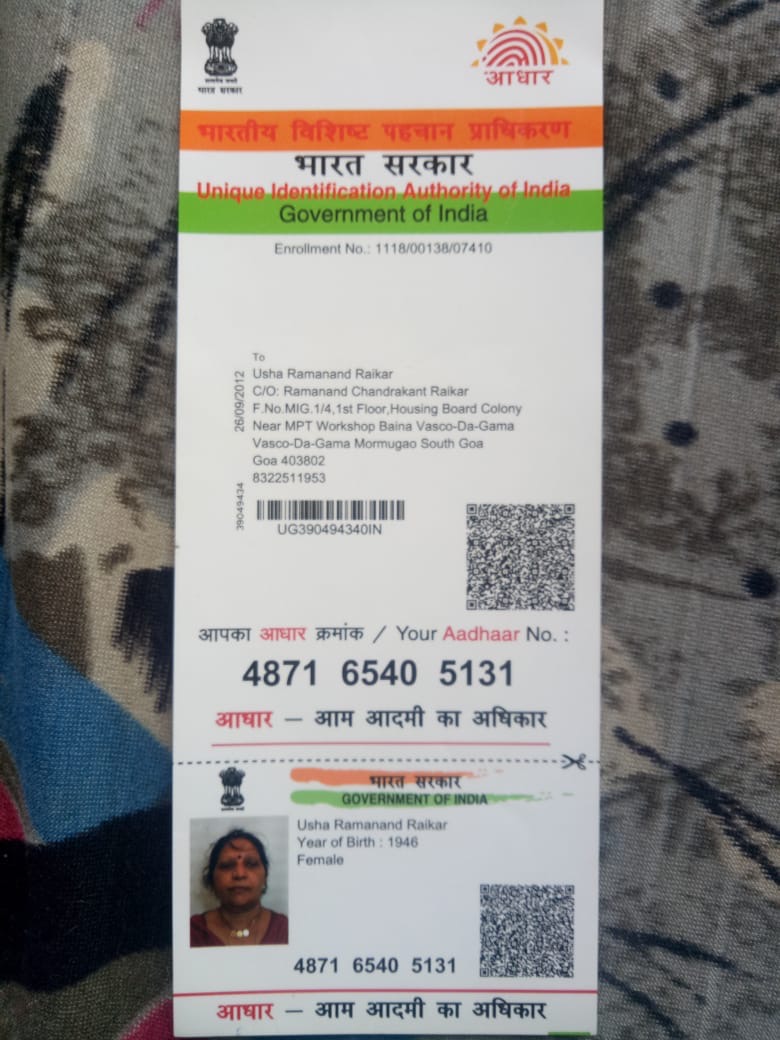 भारत सरकार
आधार
भारतीय विशिष्ट पहचान प्राधिकरण
भारत सरकार
Unique Identification Authority of India
Government of India
Enrollment No.: 1118/00138/07410
26/09/2012
39049434
To
Usha Ramanand Raikar
C/O: Ramanand Chandrakant Raikar
F.No.MIG.1/4,1st Floor,Housing Board Colony
Near MPT Workshop Baina Vasco-Da-Gama
Vasco-Da-Gama Mormugao South Goa
Goa 403802
8322511953
UG390494340IN
आपका आधार क्रमांक / Your Aadhaar No. :
4871 6540 5131
आधार – आम आदमी का अधिकार
भारत सरकार
GOVERNMENT OF INDIA
Usha Ramanand Raikar
Year of Birth : 1946
Female
4871 6540 5131
आधार – आम आदमी का अधिकार